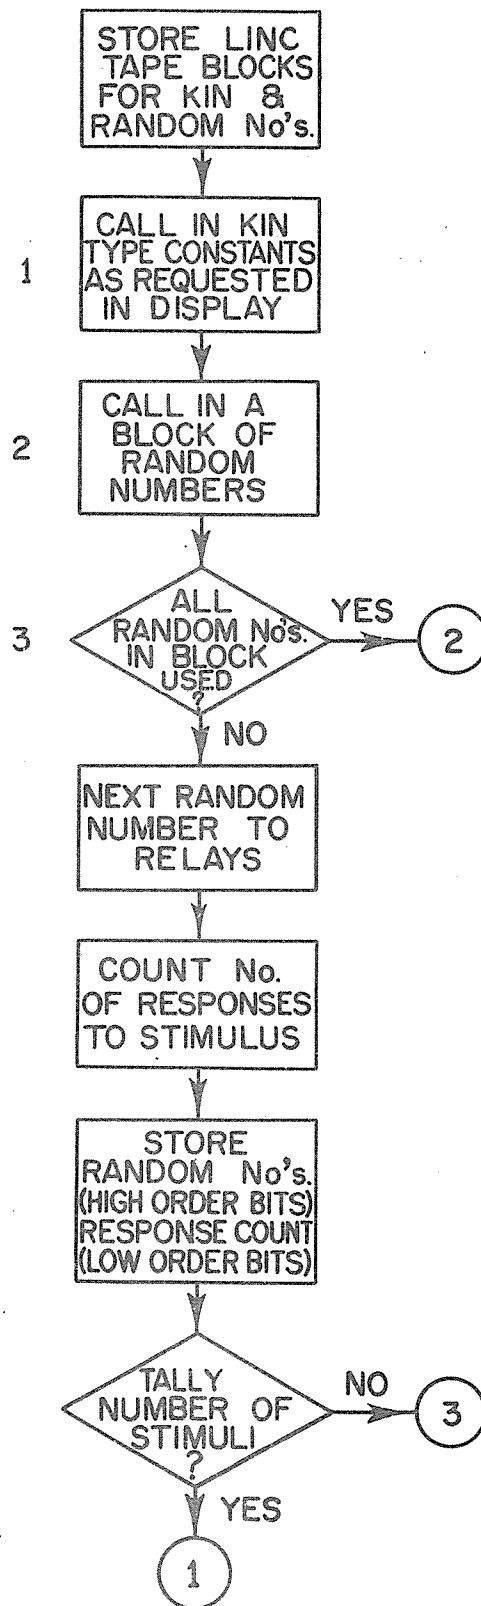 STORE LINC
TAPE BLOCKS
FOR KIN &
RANDOM No's.
1
CALL IN KIN
TYPE CONSTANTS
AS REQUESTED
IN DISPLAY
2
CALL IN A
BLOCK OF
RANDOM
NUMBERS
3
ALL
RANDOM No's.
IN BLOCK
USED
?
YES
2
NO
NEXT RANDOM
NUMBER TO
RELAYS
COUNT No.
OF RESPONSES
TO STIMULUS
STORE
RANDOM No's.
(HIGH ORDER BITS)
RESPONSE COUNT
(LOW ORDER BITS)
TALLY
NUMBER OF
STIMULI
?
NO
3
YES
1